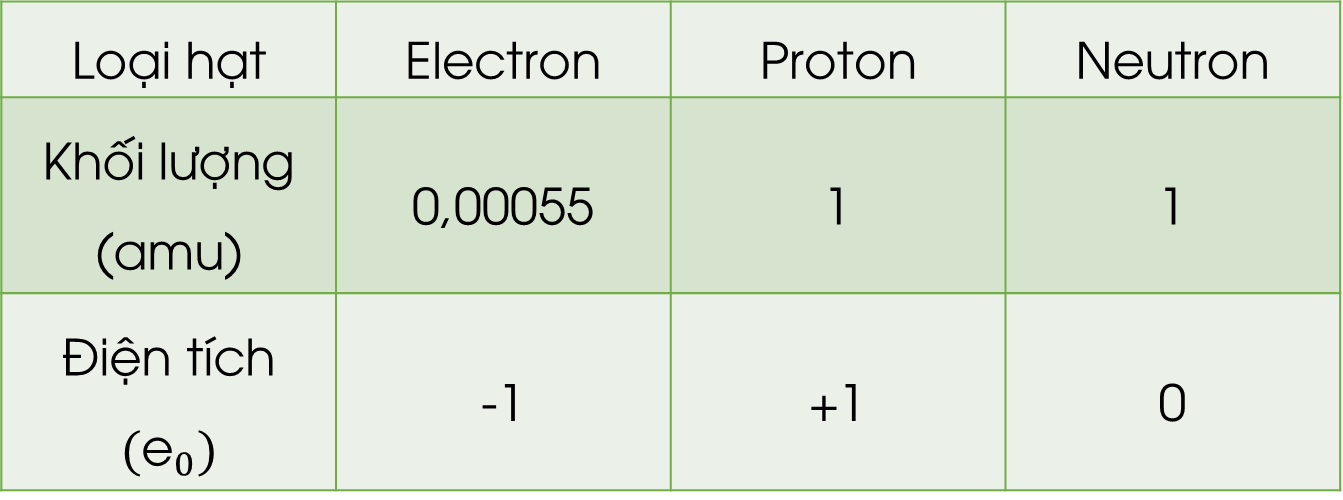 Loại hạt Electron Proton Neutron
Khối lượng
(amu) 0,00055 1 1
Điện tích
(e₀) -1 +1 0